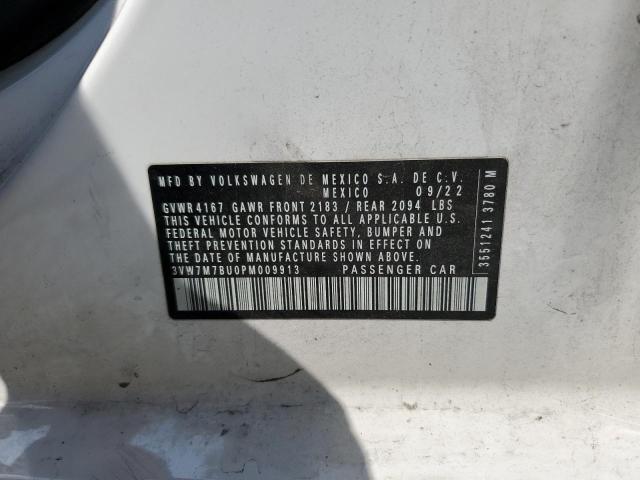 MFD BY VOLKSWAGEN DE MEXICO S.A. DE C.V.
MEXICO 09/22
GVWR 4167 GAWR FRONT 2183 / REAR 2094 LBS
THIS VEHICLE CONFORMS TO ALL APPLICABLE U.S.
FEDERAL MOTOR VEHICLE SAFETY, BUMPER AND
THEFT PREVENTION STANDARDS IN EFFECT ON
THE DATE OF MANUFACTURE SHOWN ABOVE.
3VW7M7BU0PM009913 PASSENGER CAR
3551241 3780 M